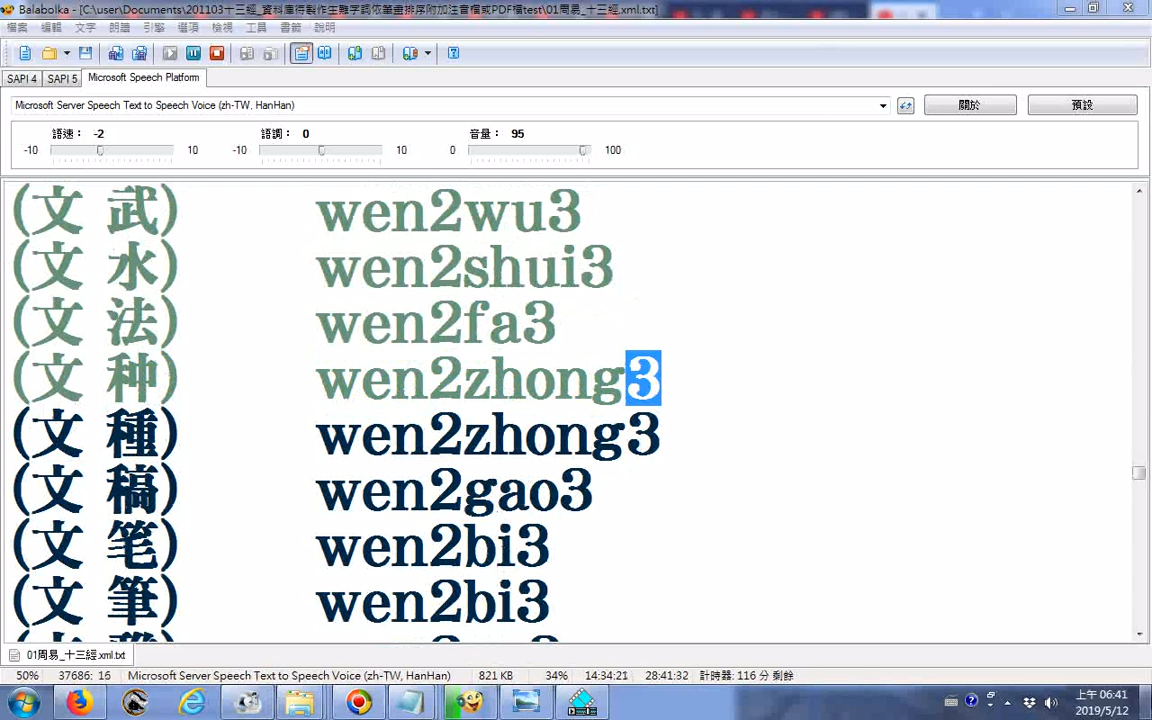 Balabolka - [C:\user\Documents\201103十三經_資料庫待製作生難字詞依筆畫排序附加注音檔或PDF檔test\01周易_十三經.xml.txt]
檔案 編輯 文字 朗讀 引擎 選項 檢視 工具 書籤 說明
SAPI 4 SAPI 5 Microsoft Speech Platform
Microsoft Server Speech Text to Speech Voice (zh-TW, HanHan) 關於 預設
語速： -2 語調： 0 音量： 95
-10 10 -10 10 0 100
(文 武) wen2wu3
(文 水) wen2shui3
(文 法) wen2fa3
(文 种) wen2zhong3
(文 種) wen2zhong3
(文 稿) wen2gao3
(文 笔) wen2bi3
(文 筆) wen2bi3
01周易_十三經.xml.txt
50% 37686: 16 Microsoft Server Speech Text to Speech Voice (zh-TW, HanHan) 821 KB 34% 14:34:21 28:41:32 計時器: 116 分 剩餘
上午 06:41
2019/5/12